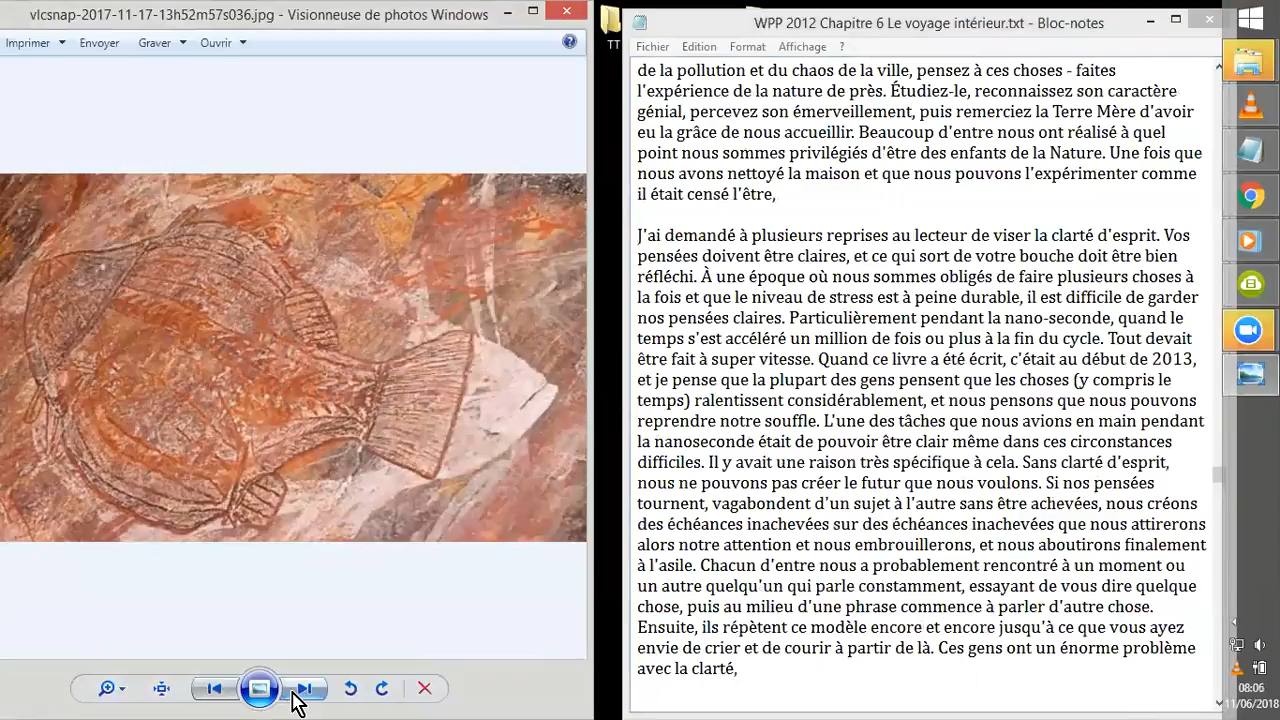 vlcsnap-2017-11-17-13h52m57s036.jpg - Visionneuse de photos Windows
Imprimer Envoyer Graver Ouvrir
TT
WPP 2012 Chapitre 6 Le voyage intérieur.txt - Bloc-notes
Fichier Edition Format Affichage ?
de la pollution et du chaos de la ville, pensez à ces choses - faites
l'expérience de la nature de près. Étudiez-le, reconnaissez son caractère
génial, percevez son émerveillement, puis remerciez la Terre Mère d'avoir
eu la grâce de nous accueillir. Beaucoup d'entre nous ont réalisé à quel
point nous sommes privilégiés d'être des enfants de la Nature. Une fois que
nous avons nettoyé la maison et que nous pouvons l'expérimenter comme
il était censé l'être,
J'ai demandé à plusieurs reprises au lecteur de viser la clarté d'esprit. Vos
pensées doivent être claires, et ce qui sort de votre bouche doit être bien
réfléchi. À une époque où nous sommes obligés de faire plusieurs choses à
la fois et que le niveau de stress est à peine durable, il est difficile de garder
nos pensées claires. Particulièrement pendant la nano-seconde, quand le
temps s'est accéléré un million de fois ou plus à la fin du cycle. Tout devait
être fait à super vitesse. Quand ce livre a été écrit, c'était au début de 2013,
et je pense que la plupart des gens pensent que les choses (y compris le
temps) ralentissent considérablement, et nous pensons que nous pouvons
reprendre notre souffle. L'une des tâches que nous avions en main pendant
la nanoseconde était de pouvoir être clair même dans ces circonstances
difficiles. Il y avait une raison très spécifique à cela. Sans clarté d'esprit,
nous ne pouvons pas créer le futur que nous voulons. Si nos pensées
tournent, vagabondent d'un sujet à l'autre sans être achevées, nous créons
des échéances inachevées sur des échéances inachevées que nous attirerons
alors notre attention et nous embrouillerons, et nous aboutirons finalement
à l'asile. Chacun d'entre nous a probablement rencontré à un moment ou
un autre quelqu'un qui parle constamment, essayant de vous dire quelque
chose, puis au milieu d'une phrase commence à parler d'autre chose.
Ensuite, ils répètent ce modèle encore et encore jusqu'à ce que vous ayez
envie de crier et de courir à partir de là. Ces gens ont un énorme problème
avec la clarté,
08:06
11/06/2018